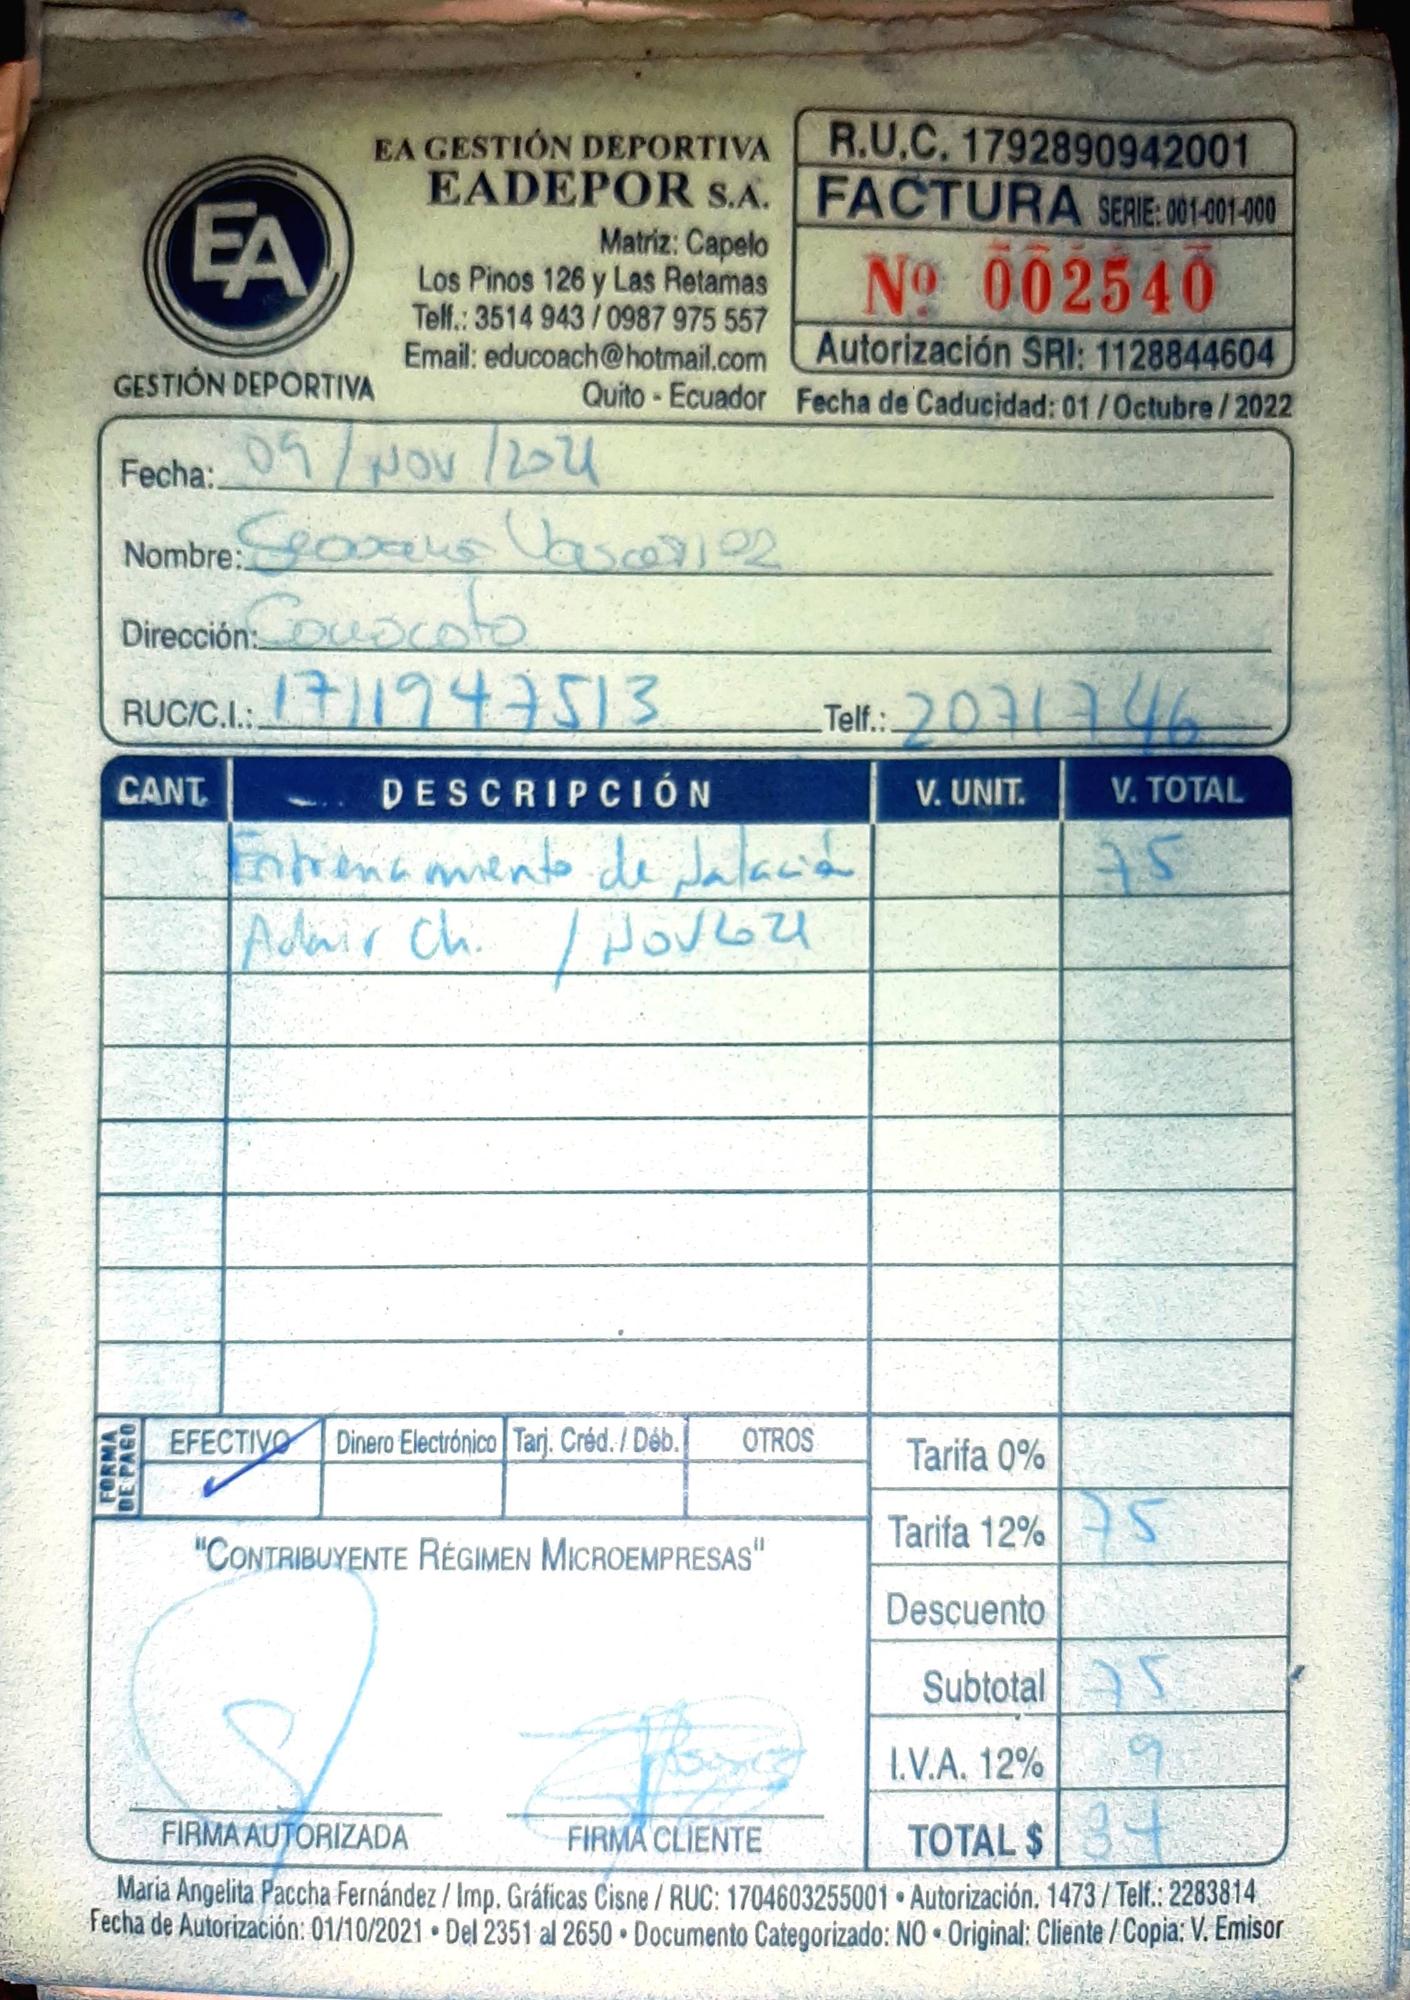 EA GESTIÓN DEPORTIVA
EADEPOR S.A.
Matriz: Capelo
Los Pinos 126 y Las Retamas
Telf.: 3514 943 / 0987 975 557
Email: educoach@hotmail.com
Quito - Ecuador
EA
GESTIÓN DEPORTIVA
R.U.C. 1792890942001
FACTURA SERIE: 001-001-000
Nº 002540
Autorización SRI: 1128844604
Fecha de Caducidad: 01 / Octubre / 2022
Fecha: 09 / Nov / 2021
Nombre:
Dirección: Conocoto
RUC/C.I.: 1711947513 Telf.: 2071746
CANT. DESCRIPCIÓN V. UNIT. V. TOTAL
Entrenamiento de Natación 75
Adair Ch. / Nov 2021
FORMA DE PAGO
EFECTIVO Dinero Electrónico Tarj. Créd. / Déb. OTROS
Tarifa 0%
Tarifa 12% 75
Descuento
Subtotal 75
I.V.A. 12% 9
TOTAL $
"CONTRIBUYENTE RÉGIMEN MICROEMPRESAS"
FIRMA AUTORIZADA FIRMA CLIENTE
Maria Angelita Paccha Fernández / Imp. Gráficas Cisne / RUC: 1704603255001 • Autorización. 1473 / Telf.: 2283814
Fecha de Autorización: 01/10/2021 • Del 2351 al 2650 • Documento Categorizado: NO • Original: Cliente / Copia: V. Emisor